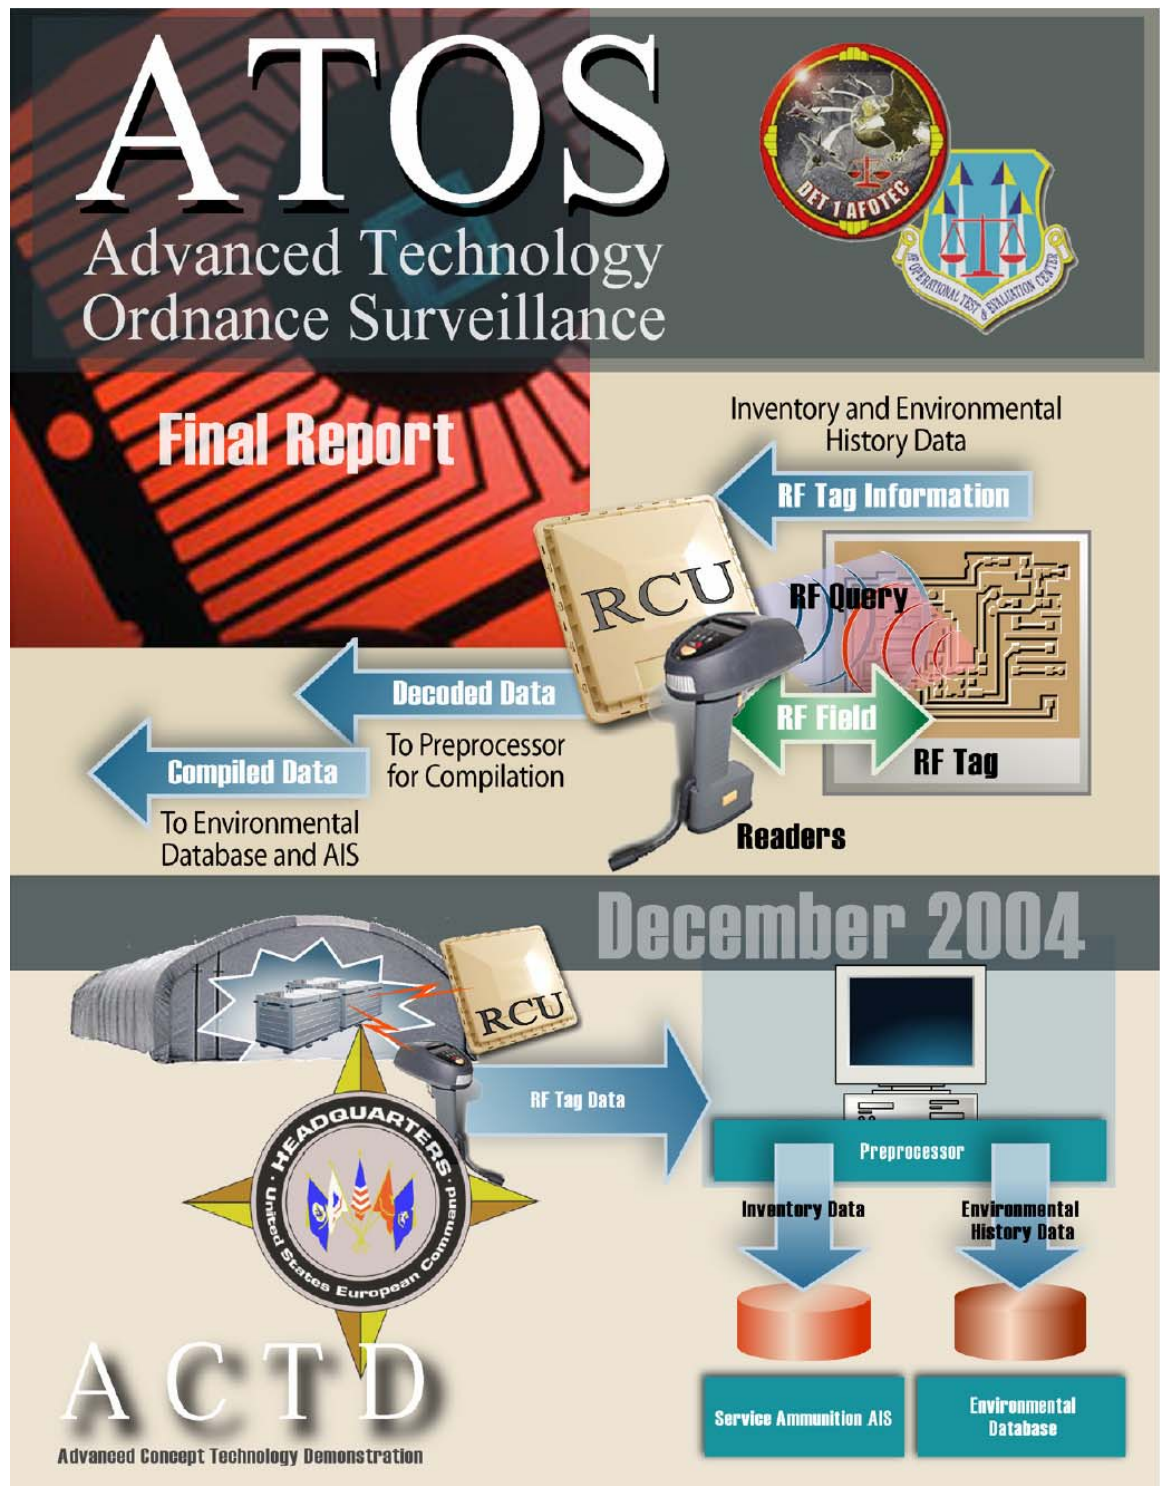 ATOS
Advanced Technology
Ordnance Surveillance
DET 1 AFOTEC
AF OPERATIONAL TEST & EVALUATION CENTER
Final Report
Inventory and Environmental
History Data
RF Tag Information
RCU
RF Query
RF Field
RF Tag
Readers
Decoded Data
To Preprocessor
for Compilation
Compiled Data
To Environmental
Database and AIS
December 2004
RCU
RF Tag Data
Preprocessor
Inventory Data
Environmental
History Data
Service Ammunition AIS
Environmental
Database
HEADQUARTERS
United States European Command
ACTD
Advanced Concept Technology Demonstration